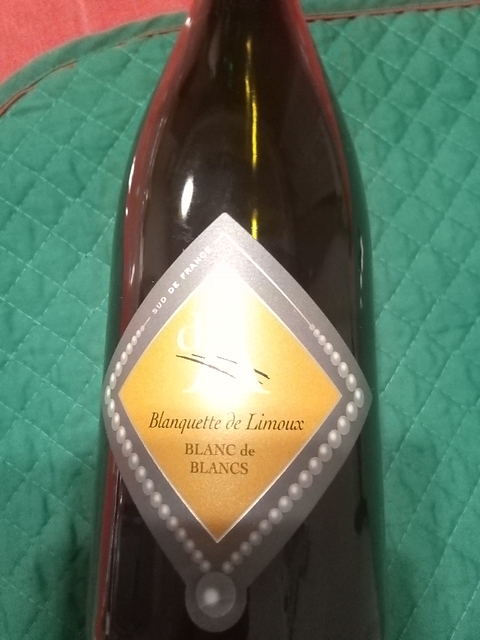 SUD DE FRANCE
Blanquette de Limoux
BLANC de
BLANCS